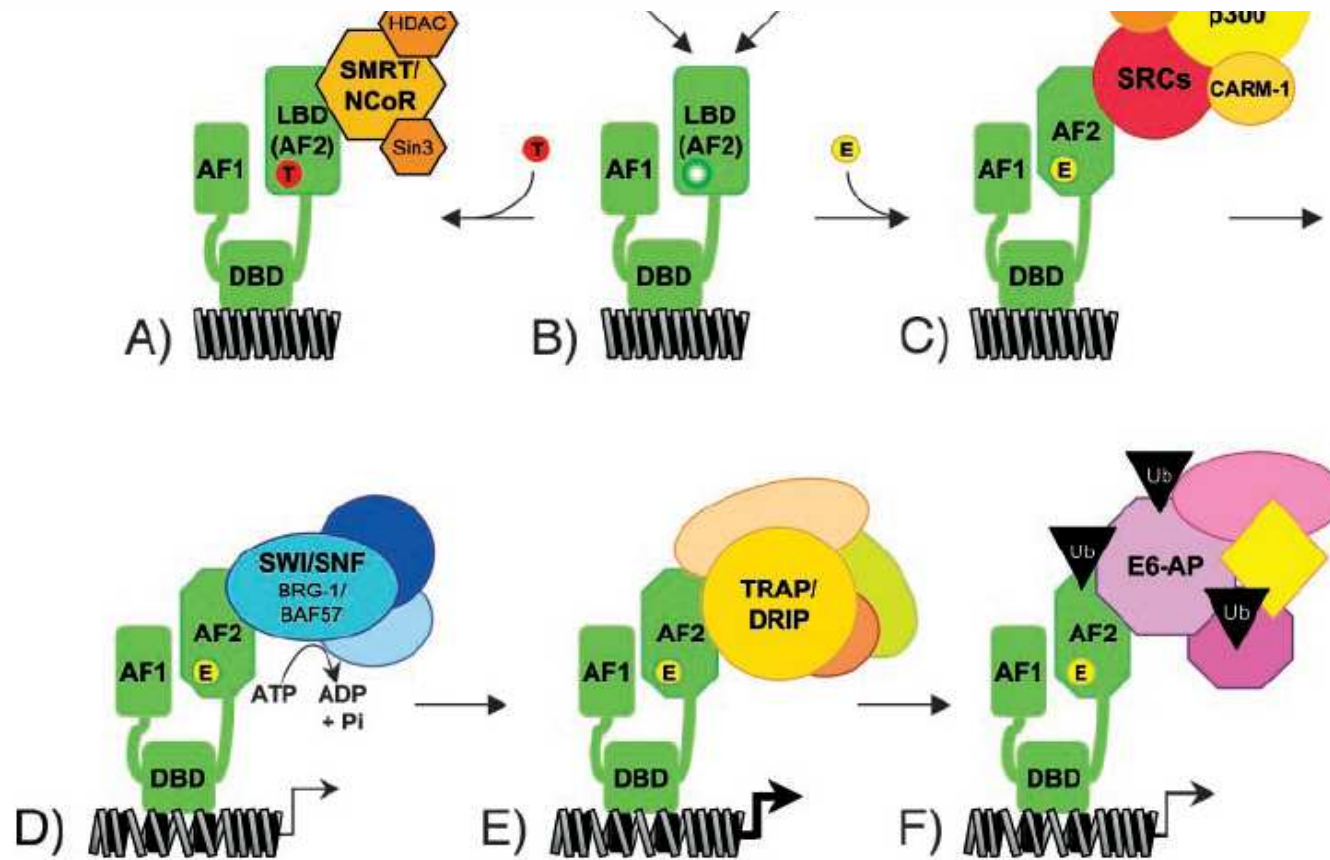 HDAC
SMRT/
NCoR
Sin3
LBD
(AF2)
T
AF1
DBD
A)
T
LBD
(AF2)
AF1
DBD
B)
E
p300
SRCs
CARM-1
AF2
E
AF1
DBD
C)
SWI/SNF
BRG-1/
BAF57
AF2
E
AF1
ATP
ADP
+ Pi
DBD
D)
TRAP/
DRIP
AF2
E
AF1
DBD
E)
Ub
Ub
E6-AP
Ub
AF2
E
AF1
DBD
F)